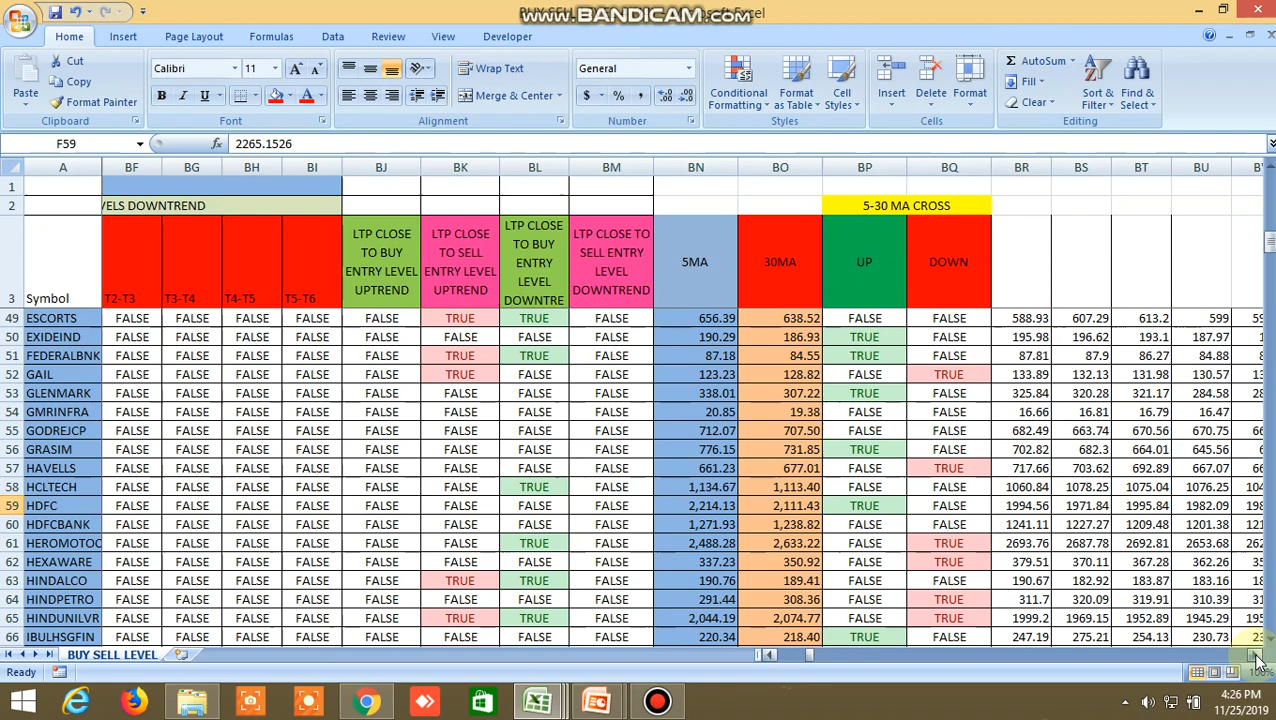 BUY SELL LEVEL
WWW.BANDICAM.COM
Home Insert Page Layout Formulas Data Review View Developer
Paste
Cut
Copy
Format Painter
Calibri 11
Wrap Text
Merge & Center
General
Conditional Formatting
Format as Table
Cell Styles
Insert Delete Format
AutoSum
Fill
Clear
Sort & Filter
Find & Select
Clipboard Font Alignment Number Styles Cells Editing
F59 fx 2265.1526
A BF BG BH BI BJ BK BL BM BN BO BP BQ BR BS BT BU
1
2 VELS DOWNTREND 5-30 MA CROSS
3 Symbol T2-T3 T3-T4 T4-T5 T5-T6 LTP CLOSE TO BUY ENTRY LEVEL UPTREND LTP CLOSE TO SELL ENTRY LEVEL UPTREND LTP CLOSE TO BUY ENTRY LEVEL DOWNTRE LTP CLOSE TO SELL ENTRY LEVEL DOWNTREND 5MA 30MA UP DOWN
49 ESCORTS FALSE FALSE FALSE FALSE FALSE TRUE TRUE FALSE 656.39 638.52 FALSE FALSE 588.93 607.29 613.2 599 59
50 EXIDEIND FALSE FALSE FALSE FALSE FALSE FALSE FALSE FALSE 190.29 186.93 TRUE FALSE 195.98 196.62 193.1 187.97 1
51 FEDERALBNK FALSE FALSE FALSE FALSE FALSE TRUE TRUE FALSE 87.18 84.55 TRUE FALSE 87.81 87.9 86.27 84.88
52 GAIL FALSE FALSE FALSE FALSE FALSE TRUE FALSE FALSE 123.23 128.82 FALSE TRUE 133.89 132.13 131.98 130.57 1
53 GLENMARK FALSE FALSE FALSE FALSE FALSE FALSE FALSE FALSE 338.01 307.22 TRUE FALSE 325.84 320.28 321.17 284.58
54 GMRINFRA FALSE FALSE FALSE FALSE FALSE FALSE FALSE FALSE 20.85 19.38 FALSE FALSE 16.66 16.81 16.79 16.47
55 GODREJCP FALSE FALSE FALSE FALSE FALSE FALSE FALSE FALSE 712.07 707.50 FALSE FALSE 682.49 663.74 670.56 670.75 6
56 GRASIM FALSE FALSE FALSE FALSE FALSE FALSE FALSE FALSE 776.15 731.85 TRUE FALSE 702.82 682.3 664.01 645.56 6
57 HAVELLS FALSE FALSE FALSE FALSE FALSE FALSE FALSE FALSE 661.23 677.01 FALSE TRUE 717.66 703.62 692.89 667.07 6
58 HCLTECH FALSE FALSE FALSE FALSE FALSE FALSE TRUE FALSE 1,134.67 1,113.40 FALSE FALSE 1060.84 1078.25 1075.04 1076.25 104
59 HDFC FALSE FALSE FALSE FALSE FALSE FALSE FALSE FALSE 2,214.13 2,111.43 TRUE FALSE 1994.56 1971.84 1995.84 1982.09 198
60 HDFCBANK FALSE FALSE FALSE FALSE FALSE FALSE FALSE FALSE 1,271.93 1,238.82 FALSE FALSE 1241.11 1227.27 1209.48 1201.38 121
61 HEROMOTOC FALSE FALSE FALSE FALSE FALSE FALSE TRUE FALSE 2,488.28 2,633.22 FALSE TRUE 2693.76 2687.78 2692.81 2653.68 268
62 HEXAWARE FALSE FALSE FALSE FALSE FALSE FALSE FALSE FALSE 337.23 350.92 FALSE TRUE 379.51 370.11 367.28 362.26 35
63 HINDALCO FALSE FALSE FALSE FALSE FALSE TRUE TRUE FALSE 190.76 189.41 FALSE FALSE 190.67 182.92 183.87 183.16 18
64 HINDPETRO FALSE FALSE FALSE FALSE FALSE FALSE FALSE FALSE 291.44 308.36 FALSE TRUE 311.7 320.09 319.91 310.39 31
65 HINDUNILVR FALSE FALSE FALSE FALSE FALSE TRUE TRUE FALSE 2,044.19 2,074.77 FALSE TRUE 1999.2 1969.15 1952.89 1945.29 195
66 IBULHSGFIN FALSE FALSE FALSE FALSE FALSE FALSE FALSE FALSE 220.34 218.40 TRUE FALSE 247.19 275.21 254.13 230.73 23
BUY SELL LEVEL
Ready 100%
4:26 PM
11/25/2019